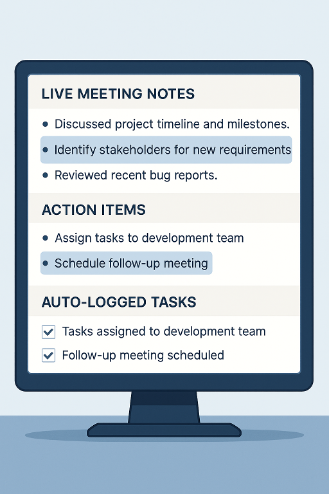 LIVE MEETING NOTES
• Discussed project timeline and milestones.
• Identify stakeholders for new requirements
• Reviewed recent bug reports.
ACTION ITEMS
• Assign tasks to development team
• Schedule follow-up meeting
AUTO-LOGGED TASKS
Tasks assigned to development team
Follow-up meeting scheduled